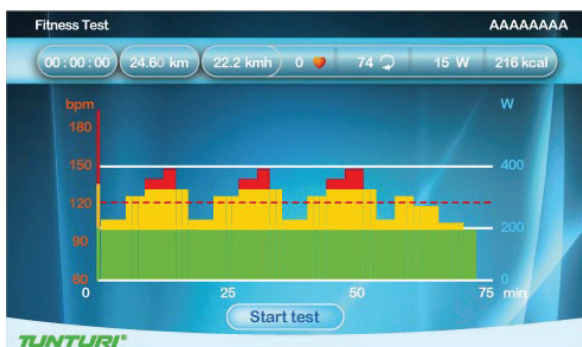 Fitness Test AAAAAAAA
00:00:00 24.60 km 22.2 kmh 0 74 15 W 216 kcal
bpm W
180
150 400
120
90 200
60 0
0 25 50 75 min
Start test
TUNTURI®